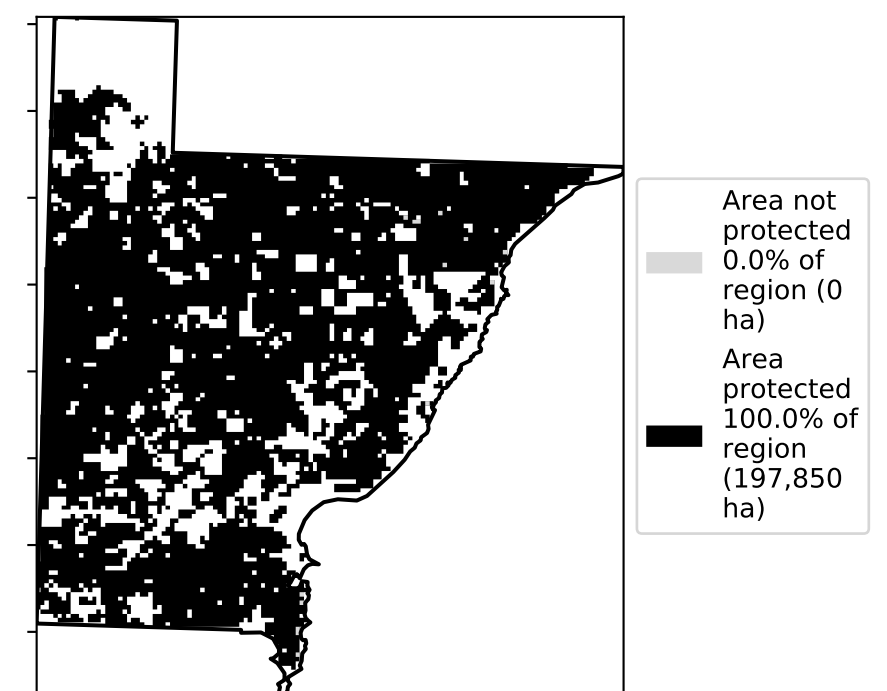 Area not
protected
0.0% of
region (0
ha)
Area
protected
100.0% of
region
(197,850
ha)